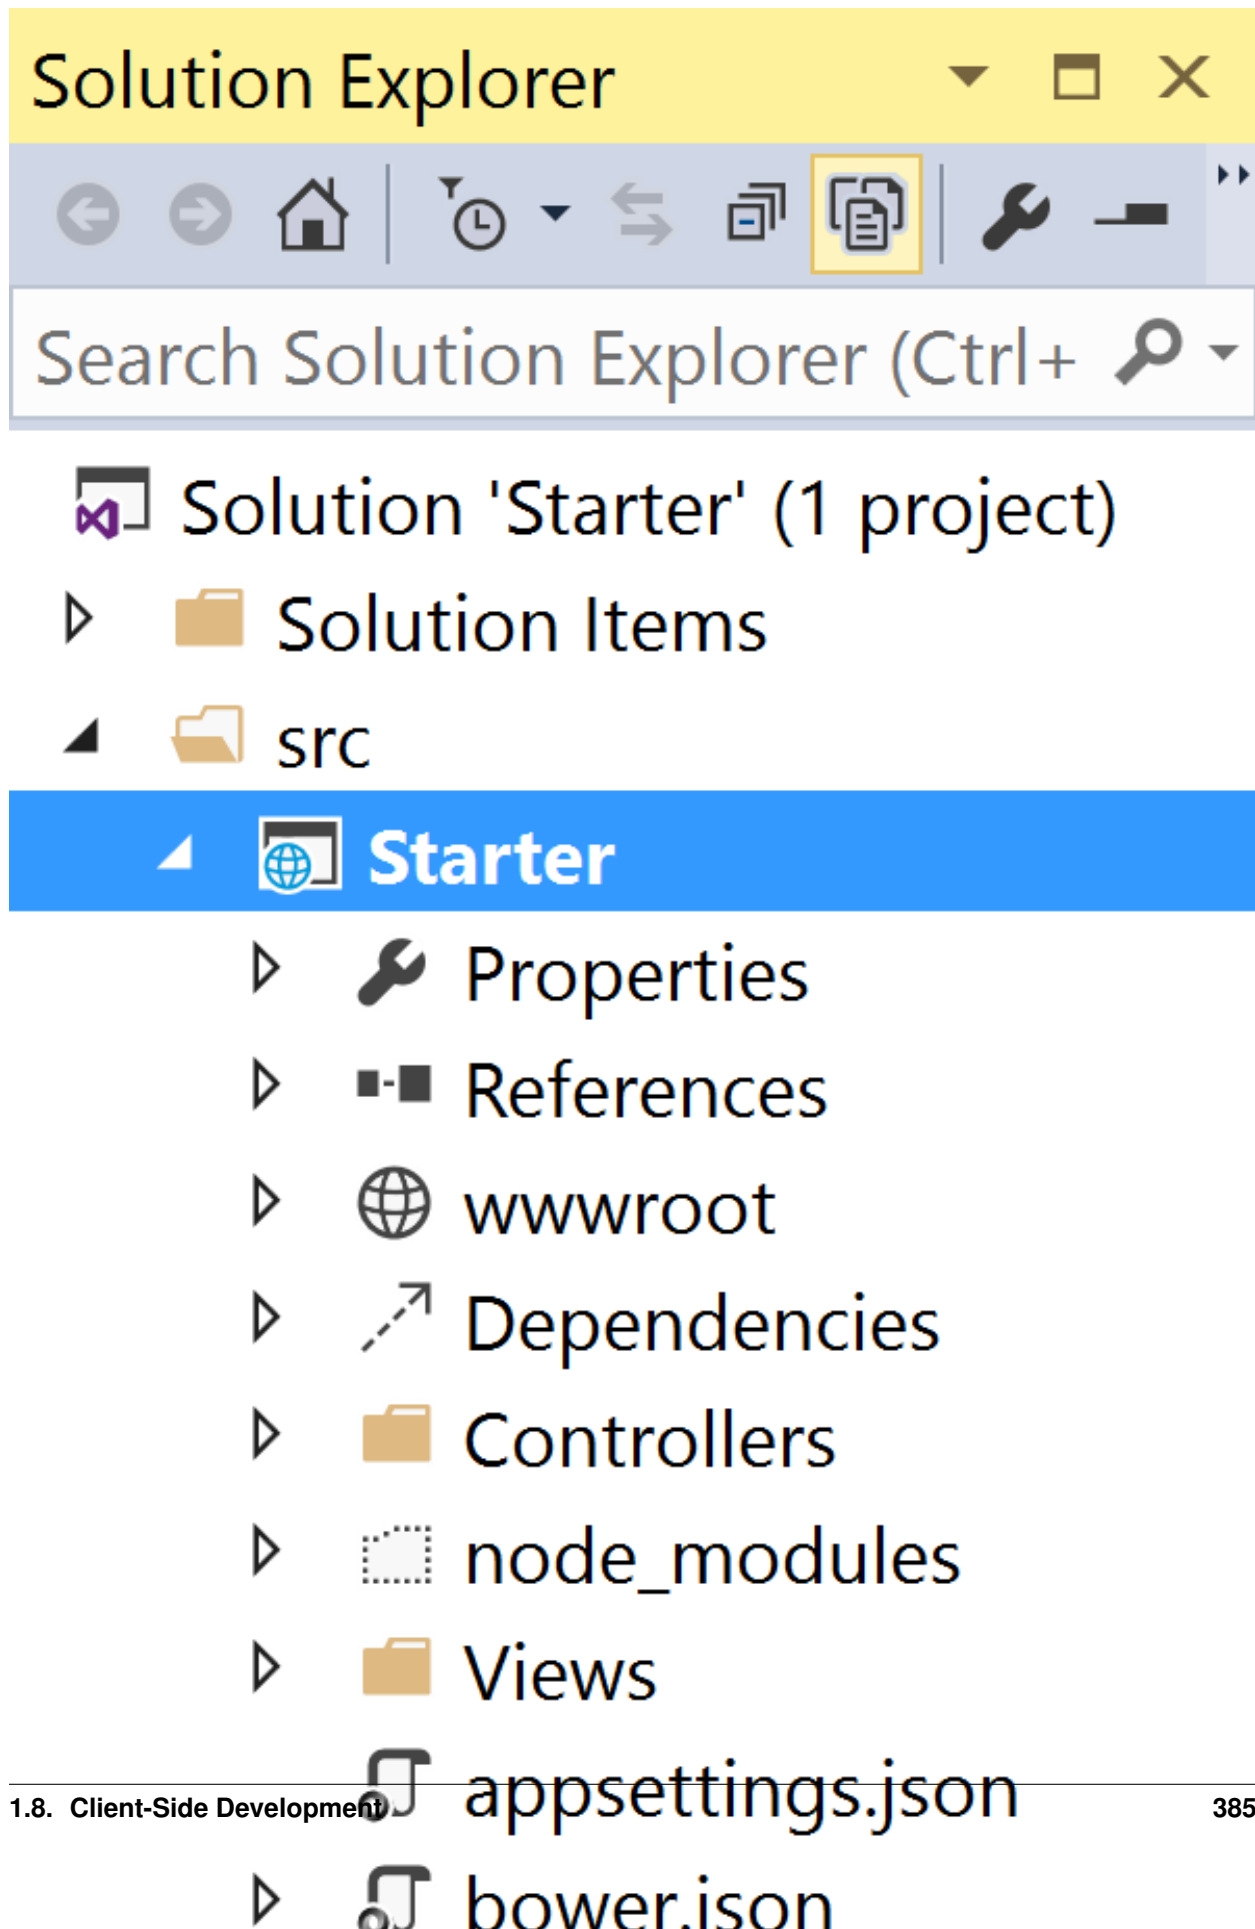 Solution Explorer
Search Solution Explorer (Ctrl+
Solution 'Starter' (1 project)
Solution Items
src
Starter
Properties
References
wwwroot
Dependencies
Controllers
node_modules
Views
appsettings.json
1.8. Client-Side Development 385
bower.json